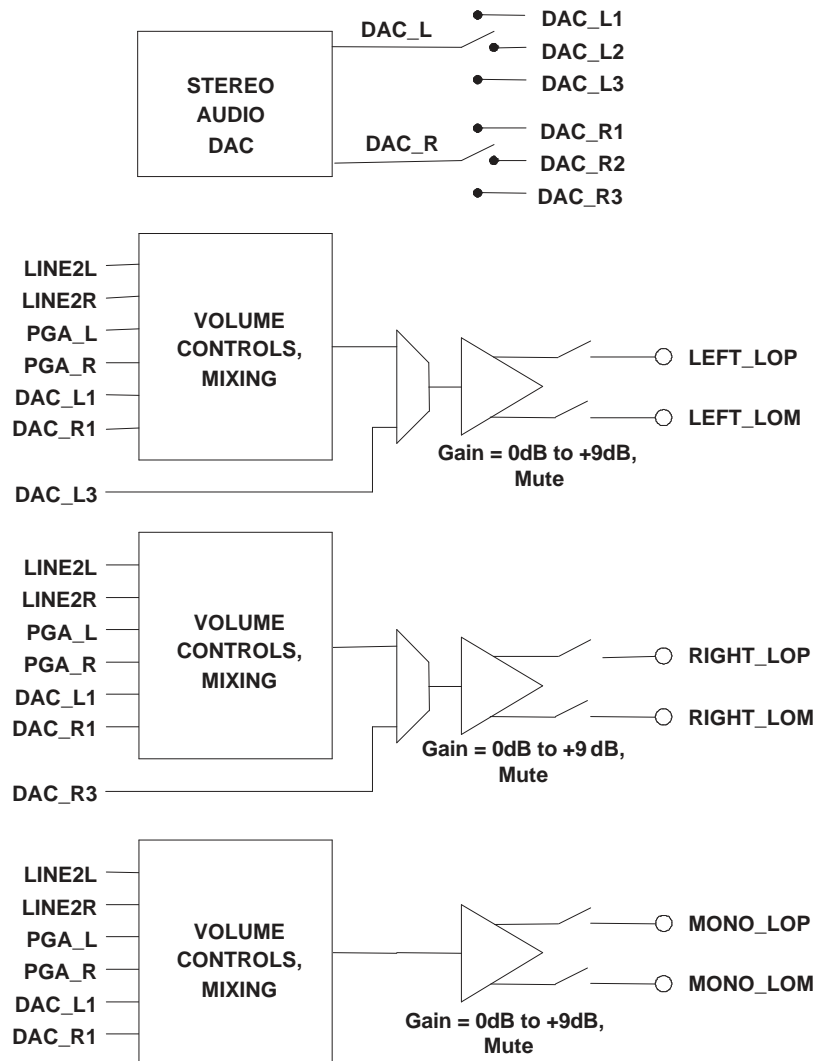 DAC_L
DAC_L1
DAC_L2
DAC_L3
STEREO
AUDIO
DAC
DAC_R
DAC_R1
DAC_R2
DAC_R3
LINE2L
LINE2R
PGA_L
PGA_R
DAC_L1
DAC_R1
VOLUME
CONTROLS,
MIXING
LEFT_LOP
LEFT_LOM
Gain = 0dB to +9dB,
Mute
DAC_L3
LINE2L
LINE2R
PGA_L
PGA_R
DAC_L1
DAC_R1
VOLUME
CONTROLS,
MIXING
RIGHT_LOP
RIGHT_LOM
Gain = 0dB to +9 dB,
Mute
DAC_R3
LINE2L
LINE2R
PGA_L
PGA_R
DAC_L1
DAC_R1
VOLUME
CONTROLS,
MIXING
MONO_LOP
MONO_LOM
Gain = 0dB to +9dB,
Mute